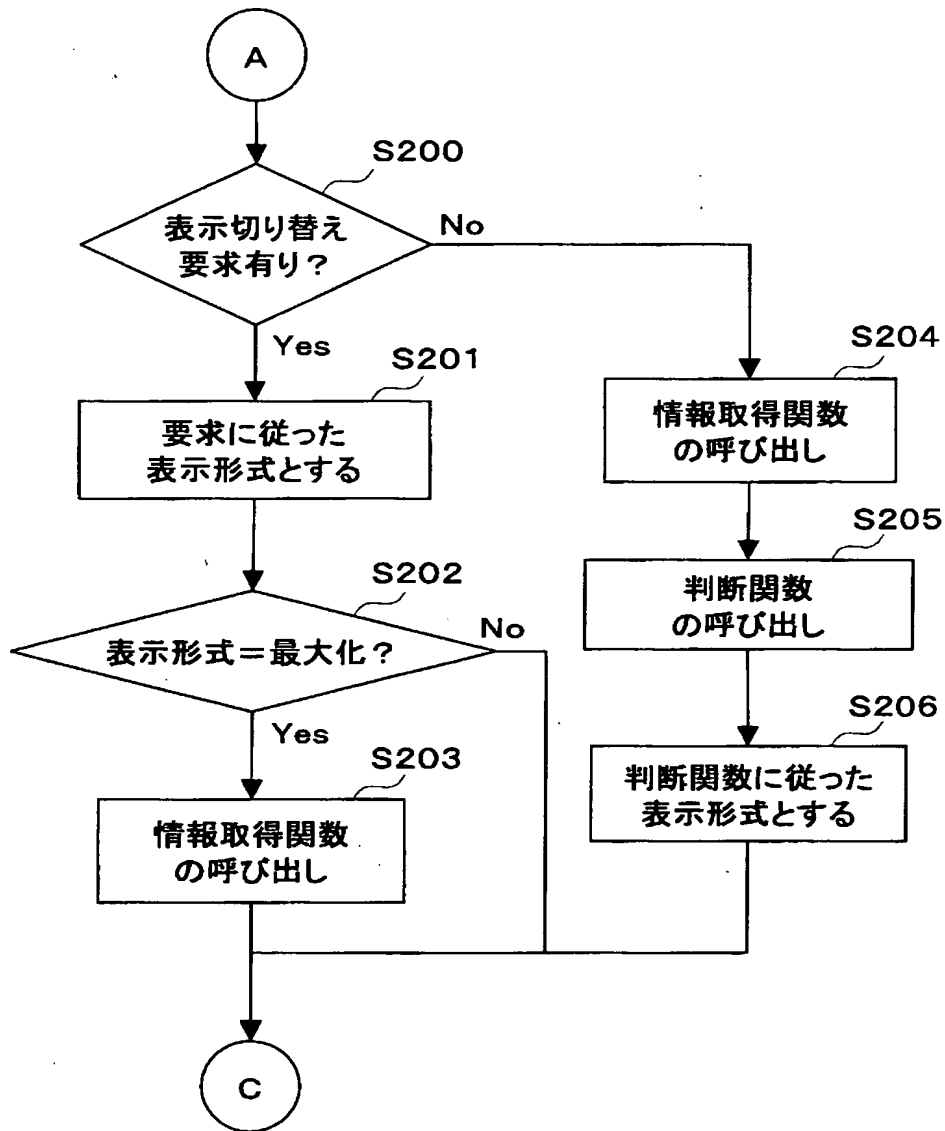 A
S200
表示切り替え
要求有り?
No
Yes
S201
要求に従った
表示形式とする
S202
表示形式=最大化?
No
Yes
S203
情報取得関数
の呼び出し
S204
情報取得関数
の呼び出し
S205
判断関数
の呼び出し
S206
判断関数に従った
表示形式とする
C